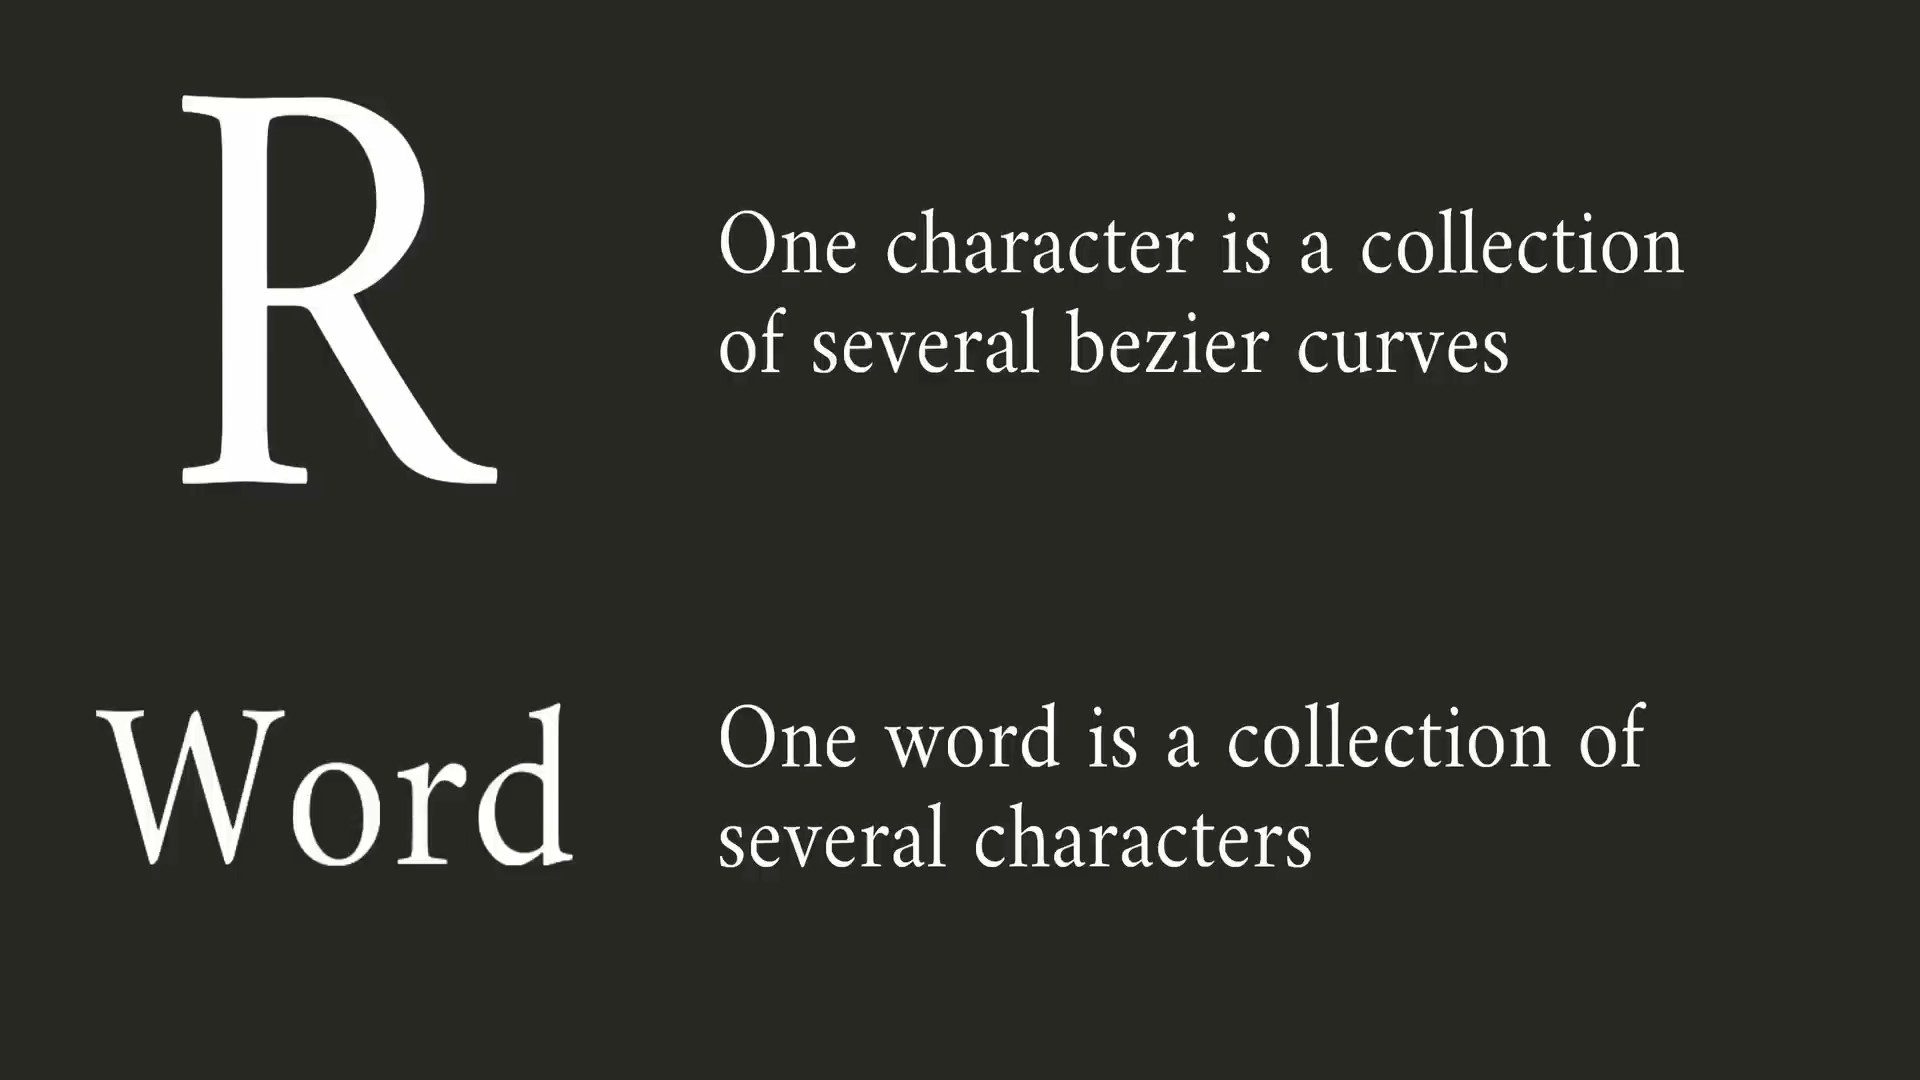 R
One character is a collection
of several bezier curves
Word
One word is a collection of
several characters